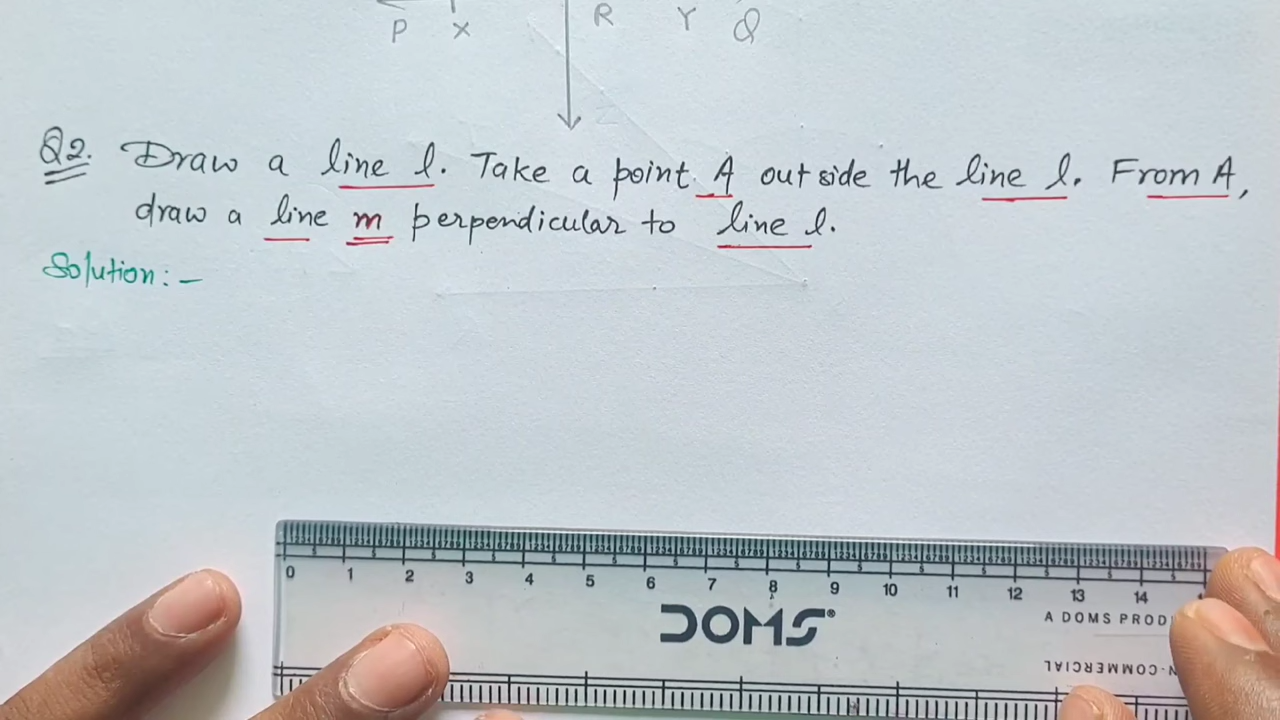 P X R Y Q
Q2. Draw a line l. Take a point A outside the line l. From A,
draw a line m perpendicular to line l.
Solution:-
0 1 2 3 4 5 6 7 8 9 10 11 12 13 14
DOMS®
A DOMS PROD
N-COMMERCIAL